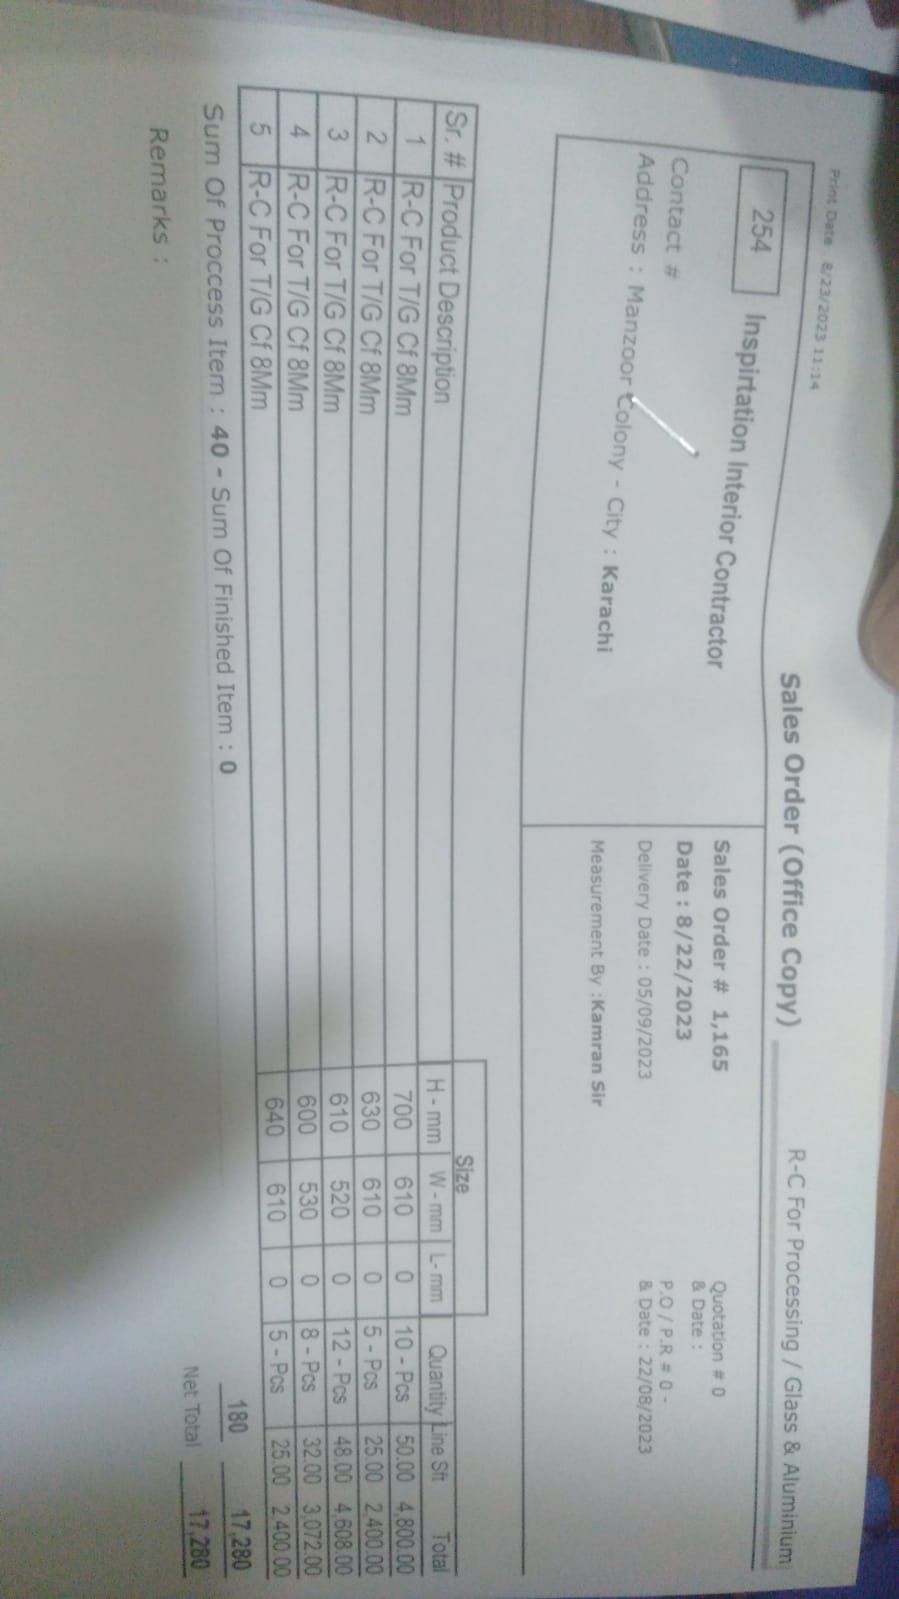 Print Date 8/23/2023 11:14
Sales Order (Office Copy)
R-C For Processing / Glass & Aluminium
254 Inspirtation Interior Contractor
Contact #
Address : Manzoor Colony - City : Karachi
Sales Order # 1,165
Date : 8/22/2023
Delivery Date : 05/09/2023
Measurement By :Kamran Sir
Quotation # 0
& Date :
P.O / P.R # 0 -
& Date : 22/08/2023
Size
Sr. # Product Description H - mm W - mm L- mm Quantity Line Sft Total
1 R-C For T/G Cf 8Mm 700 610 0 10 - Pcs 50.00 4,800.00
2 R-C For T/G Cf 8Mm 630 610 0 5 - Pcs 25.00 2,400.00
3 R-C For T/G Cf 8Mm 610 520 0 12 - Pcs 48.00 4,608.00
4 R-C For T/G Cf 8Mm 600 530 0 8 - Pcs 32.00 3,072.00
5 R-C For T/G Cf 8Mm 640 610 0 5 - Pcs 25.00 2,400.00
Sum Of Proccess Item : 40 - Sum Of Finished Item : 0
180 17,280
Net Total 17,280
Remarks :